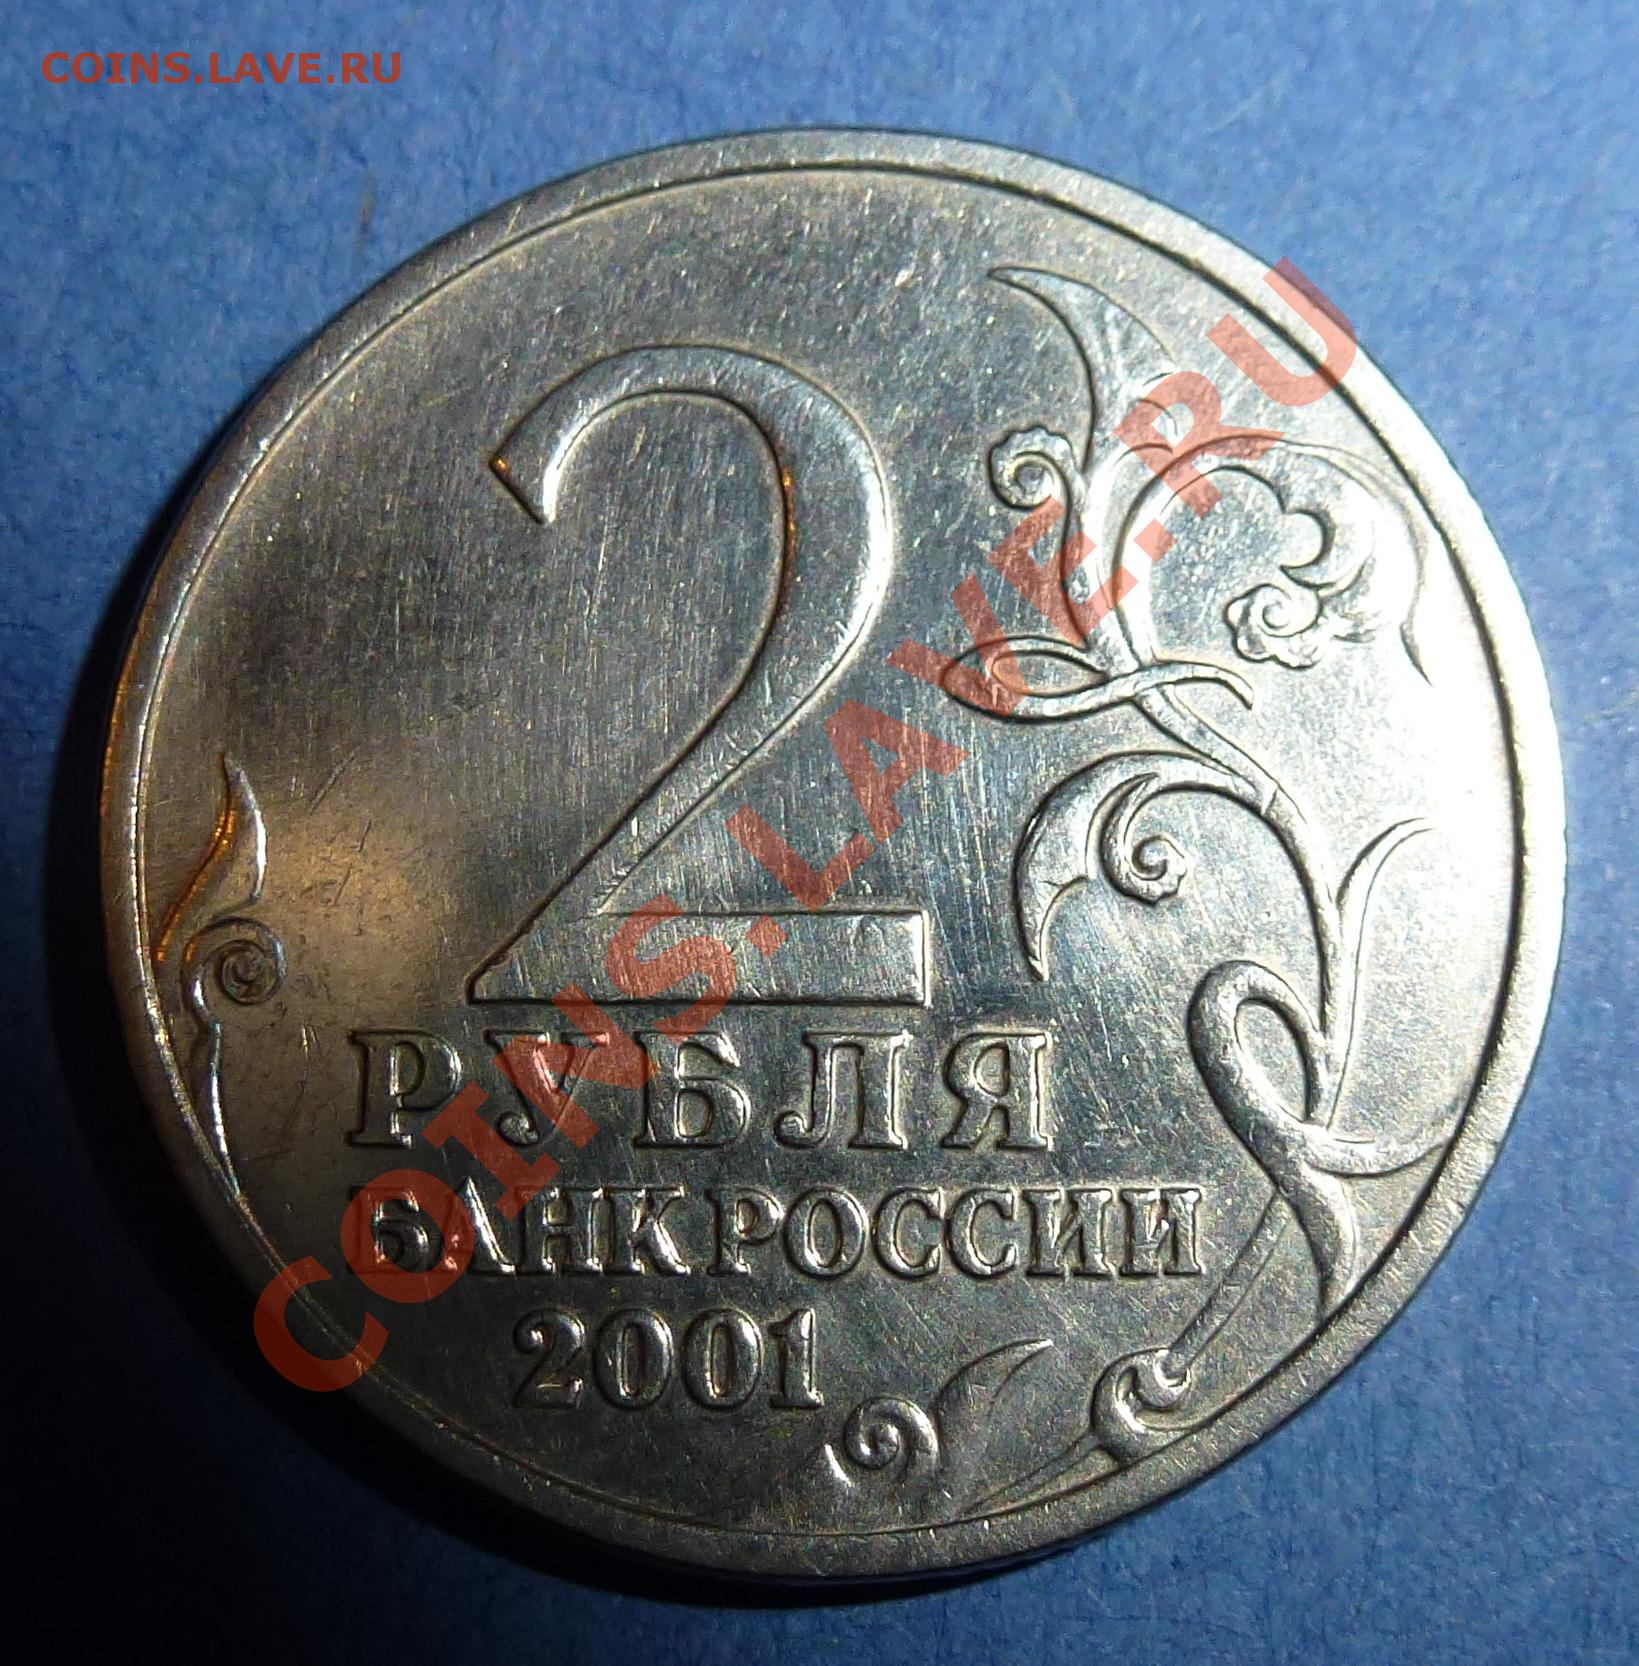 COINS.LAVE.RU
2
РУБЛЯ
БАНК РОССИИ
2001
COINS.LAVE.RU